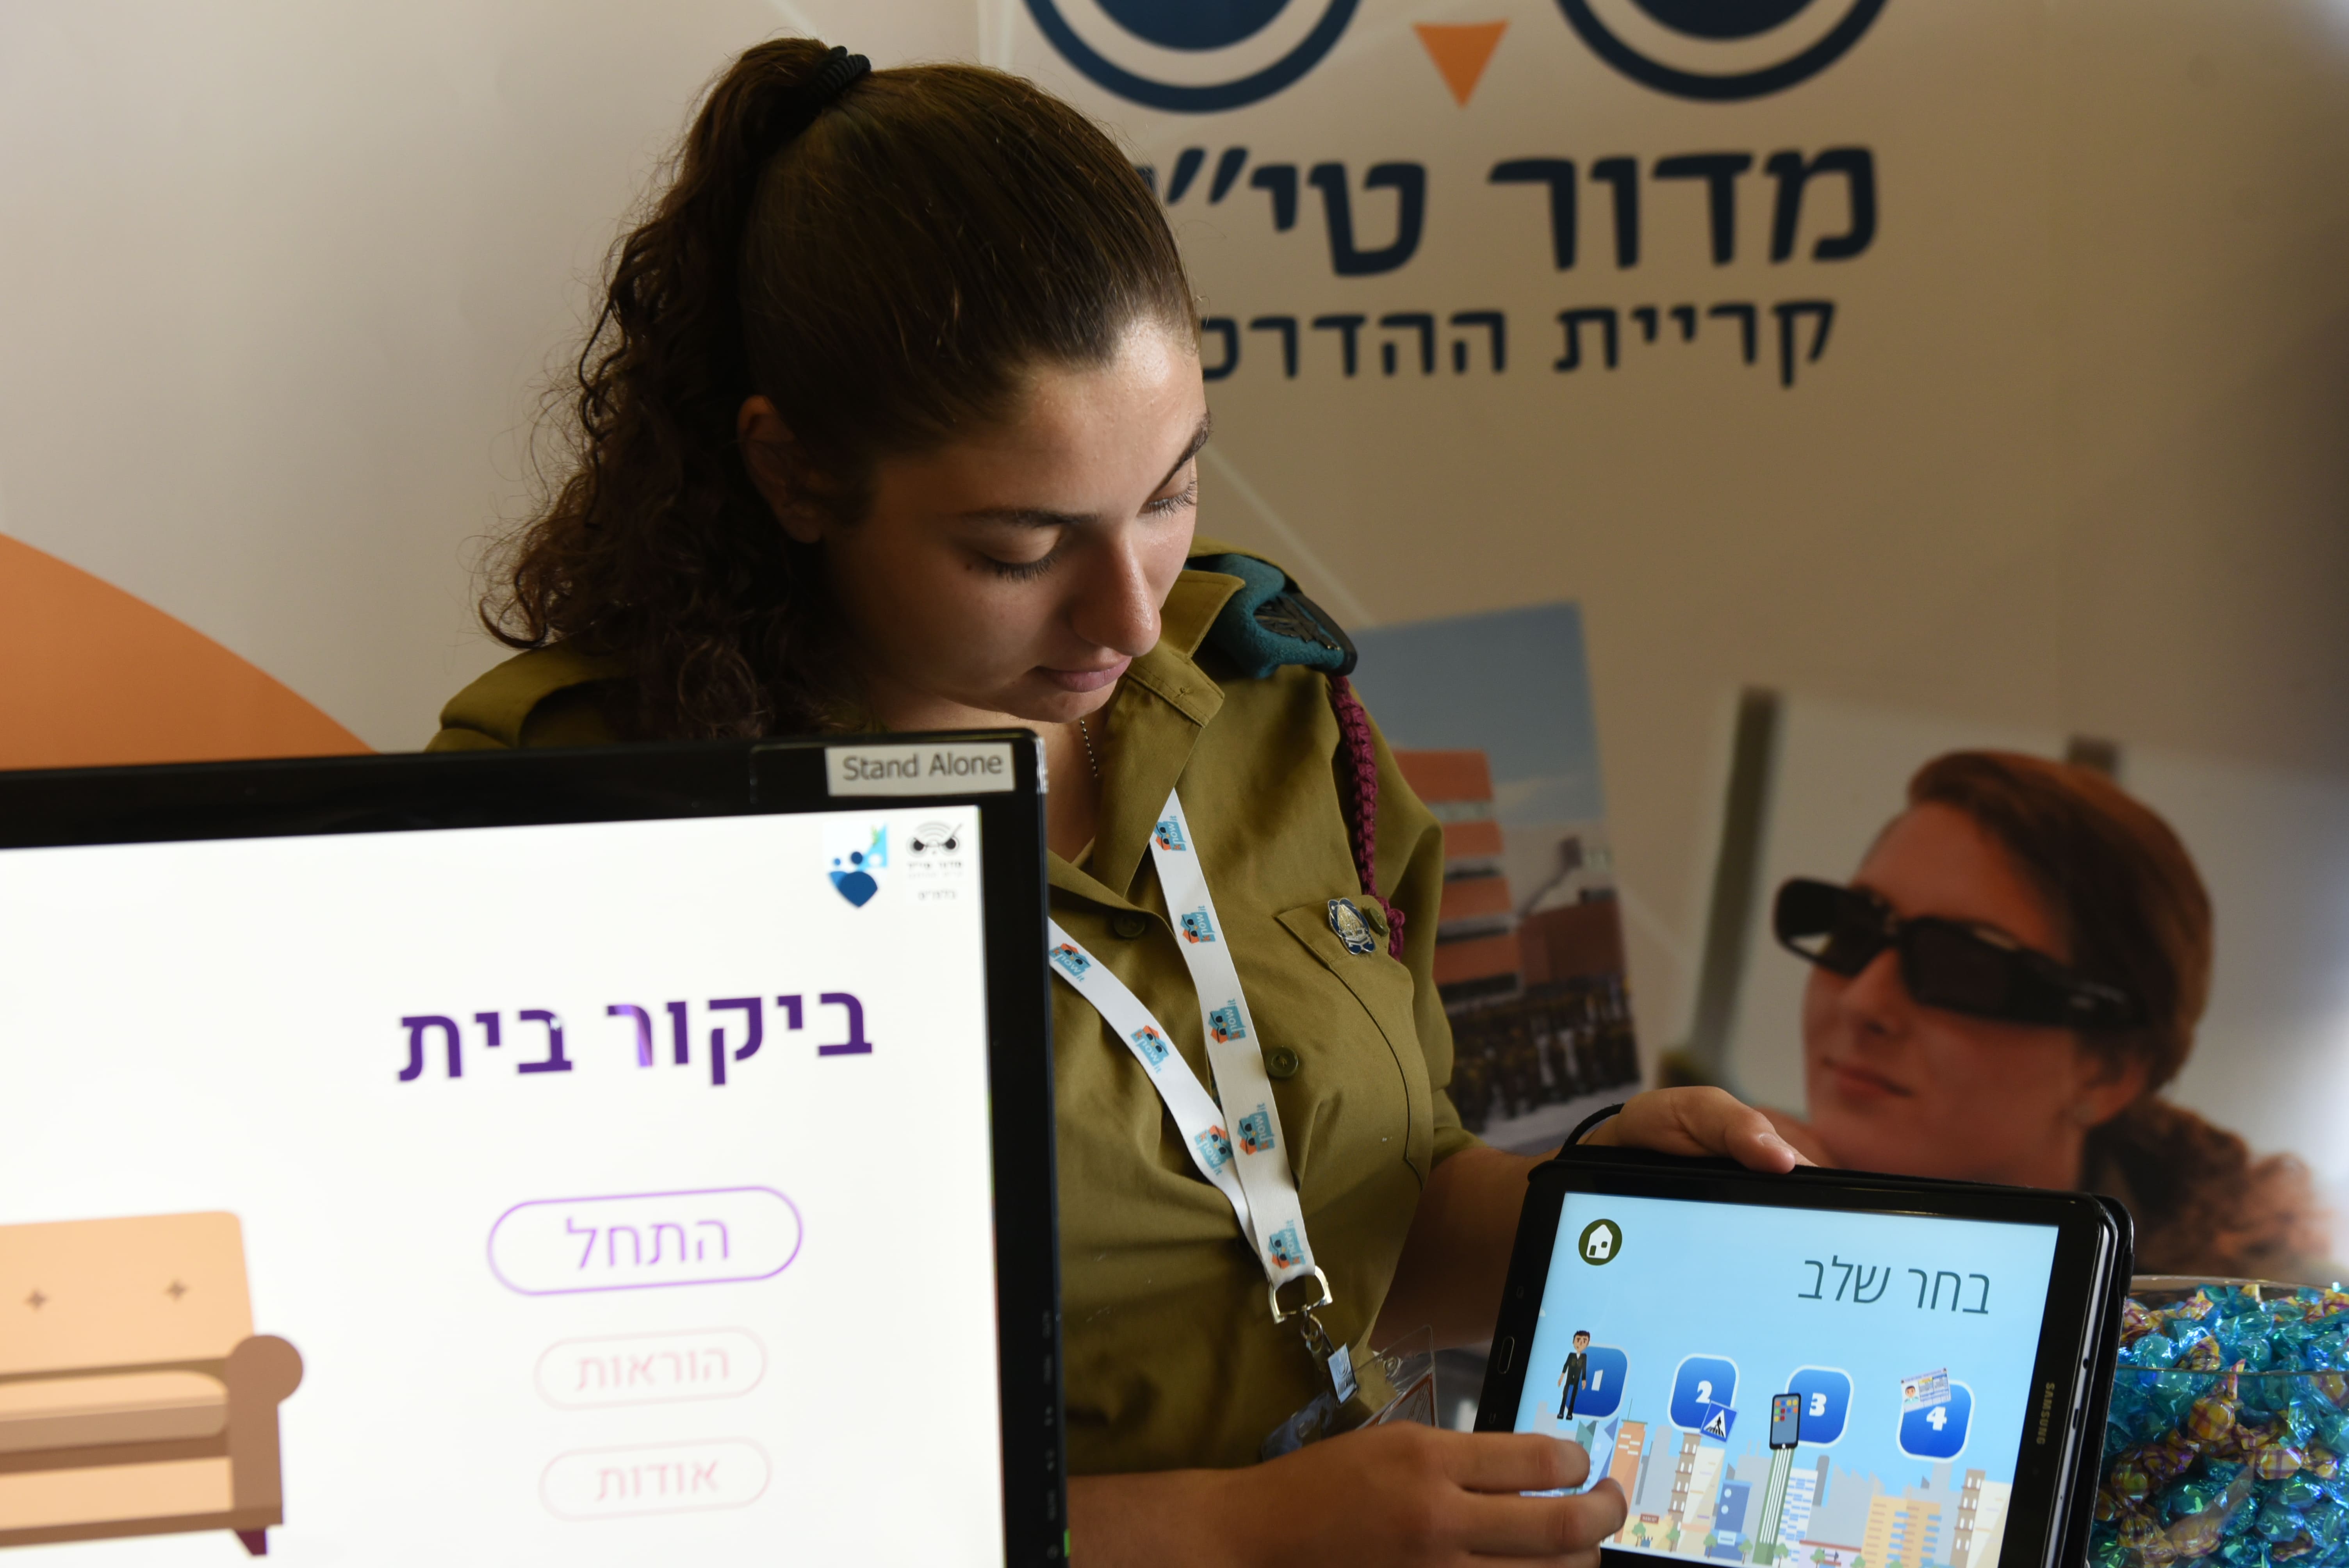 מדור טי"
קריית ההדרכ
Stand Alone
ביקור בית
התחל
הוראות
אודות
בחר שלב
1
2
3
4
SAMSUNG